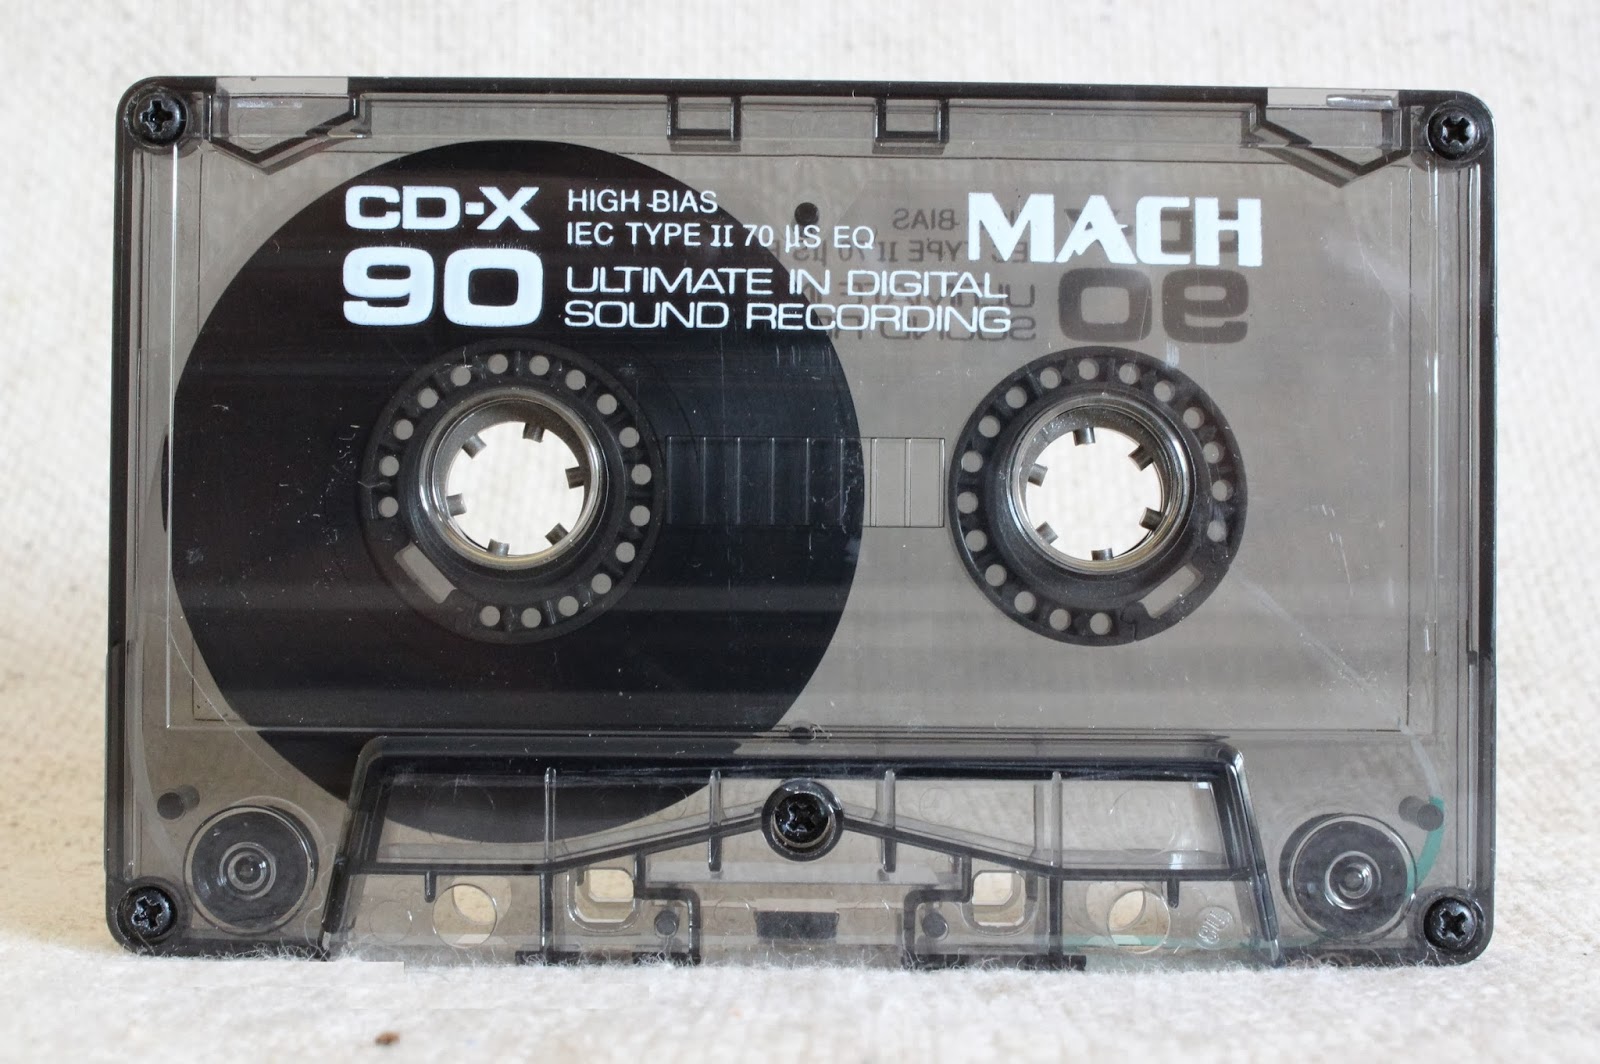 CD-X
90
HIGH BIAS
IEC TYPE II 70 µS EQ
ULTIMATE IN DIGITAL
SOUND RECORDING
MACH